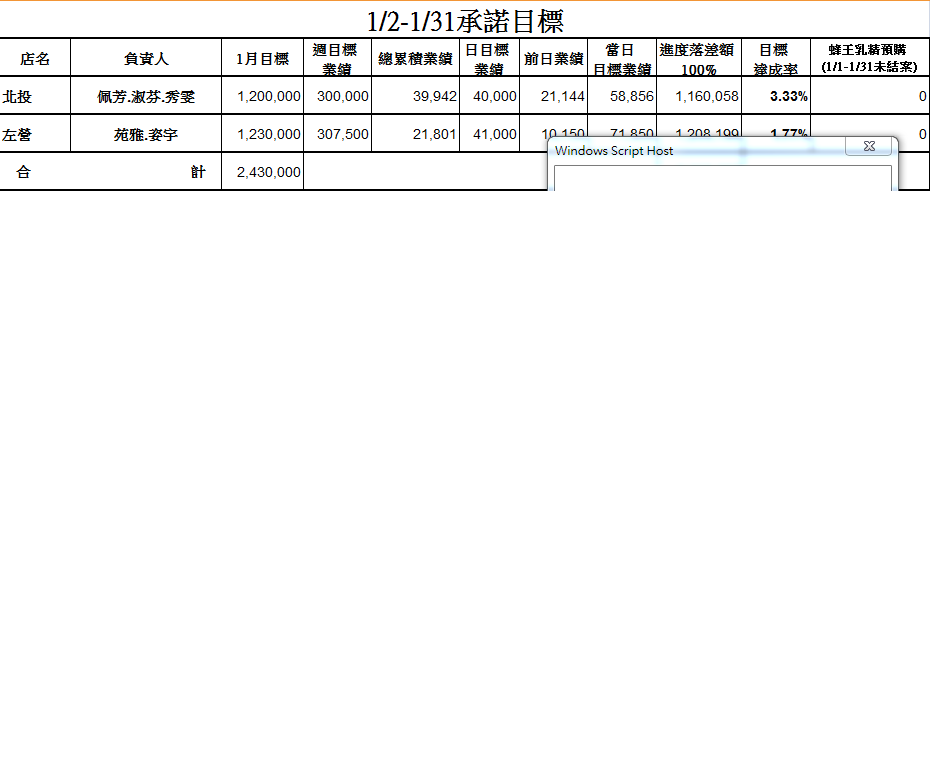 1/2-1/31承諾目標
店名 負責人 1月目標 週目標業績 總累積業績 日目標業績 前日業績 當日目標業績 進度落差額100% 目標達成率 蜂王乳精預購(1/1-1/31未結案)
北投 佩芳.淑芬.秀雯 1,200,000 300,000 39,942 40,000 21,144 58,856 1,160,058 3.33% 0
左營 苑雅.姿宇 1,230,000 307,500 21,801 41,000 10,150 71,850 1,208,199 1.77% 0
合計 2,430,000
Windows Script Host